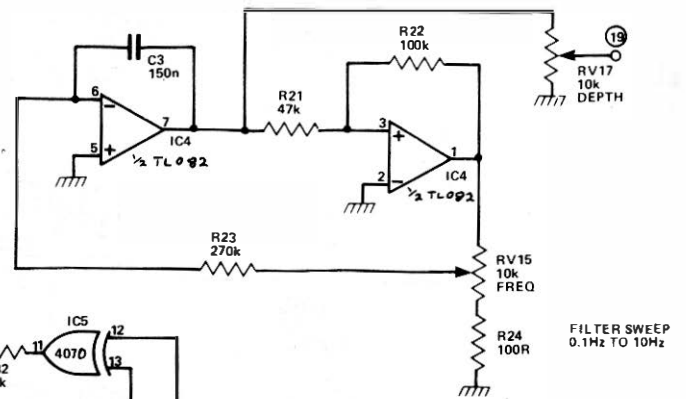 C3
150n
6
7
5
IC4
½ TL082
R21
47k
R22
100k
3
1
2
IC4
½ TL082
19
RV17
10k
DEPTH
R23
270k
RV15
10k
FREQ
R24
100R
FILTER SWEEP
0.1Hz TO 10Hz
IC5
11
4070
12
13
2
k